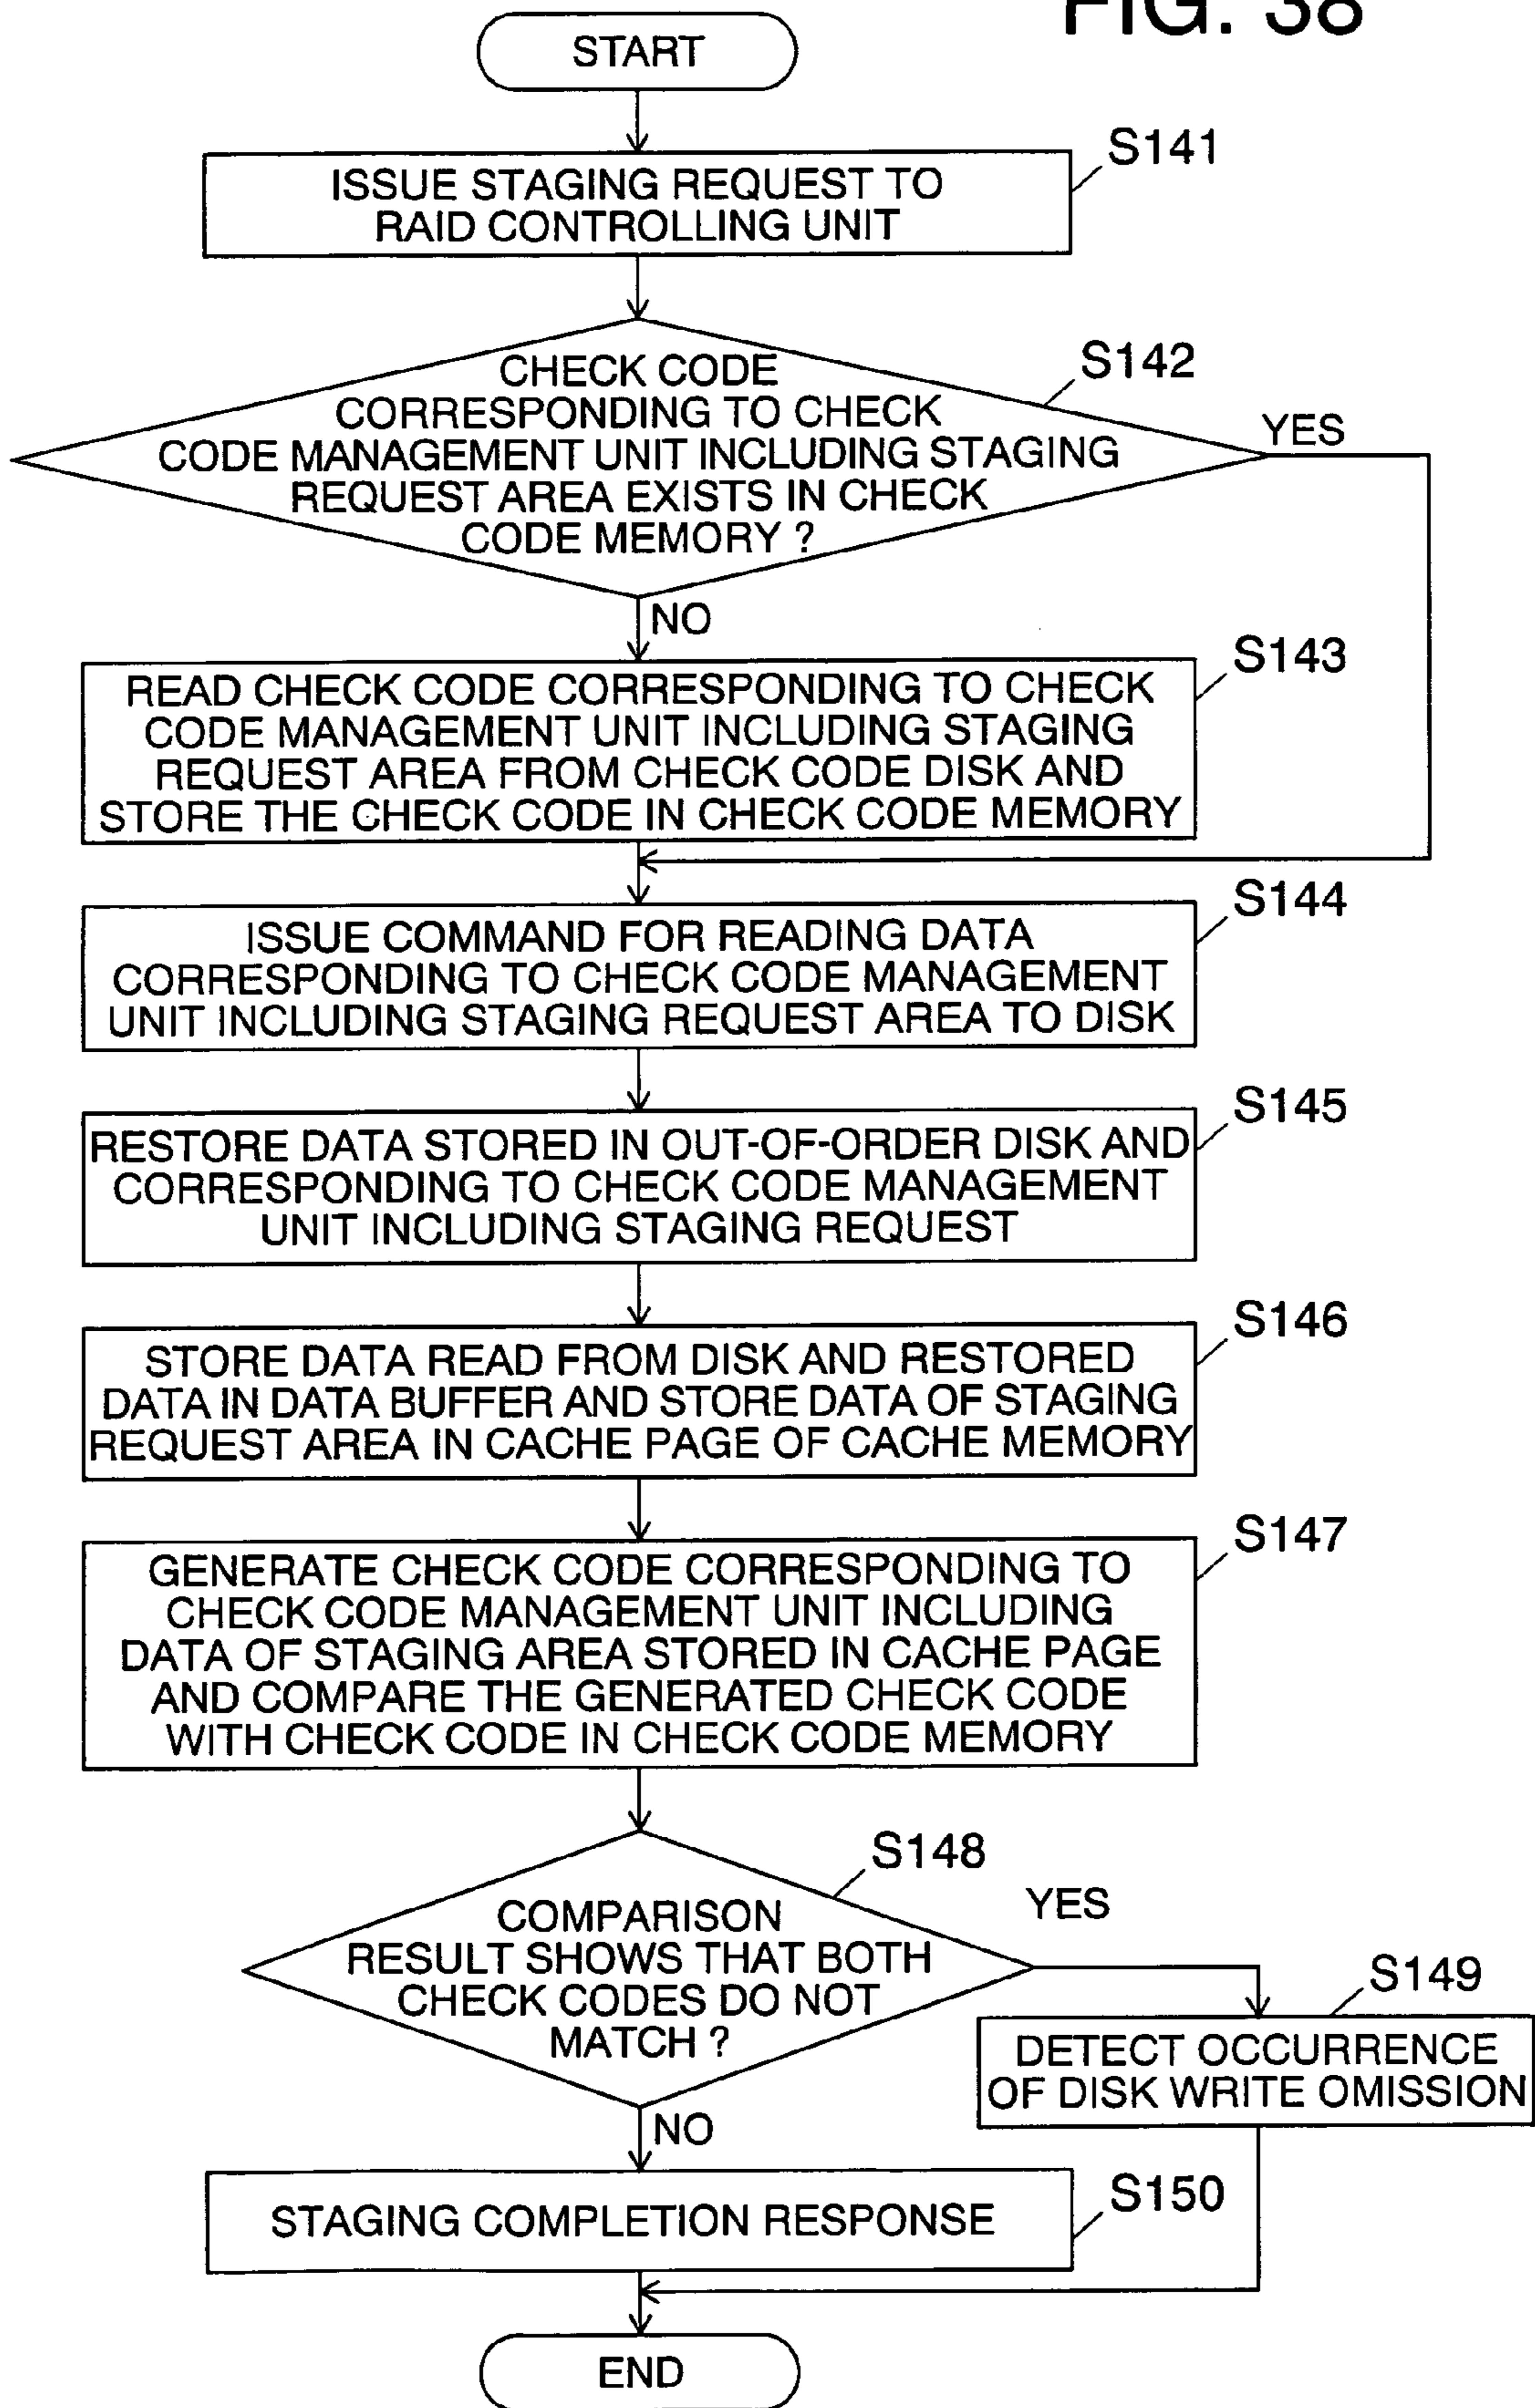 FIG. 38
START
S141
ISSUE STAGING REQUEST TO
RAID CONTROLLING UNIT
S142
CHECK CODE
CORRESPONDING TO CHECK
CODE MANAGEMENT UNIT INCLUDING STAGING
REQUEST AREA EXISTS IN CHECK
CODE MEMORY ?
YES
NO
S143
READ CHECK CODE CORRESPONDING TO CHECK
CODE MANAGEMENT UNIT INCLUDING STAGING
REQUEST AREA FROM CHECK CODE DISK AND
STORE THE CHECK CODE IN CHECK CODE MEMORY
S144
ISSUE COMMAND FOR READING DATA
CORRESPONDING TO CHECK CODE MANAGEMENT
UNIT INCLUDING STAGING REQUEST AREA TO DISK
S145
RESTORE DATA STORED IN OUT-OF-ORDER DISK AND
CORRESPONDING TO CHECK CODE MANAGEMENT
UNIT INCLUDING STAGING REQUEST
S146
STORE DATA READ FROM DISK AND RESTORED
DATA IN DATA BUFFER AND STORE DATA OF STAGING
REQUEST AREA IN CACHE PAGE OF CACHE MEMORY
S147
GENERATE CHECK CODE CORRESPONDING TO
CHECK CODE MANAGEMENT UNIT INCLUDING
DATA OF STAGING AREA STORED IN CACHE PAGE
AND COMPARE THE GENERATED CHECK CODE
WITH CHECK CODE IN CHECK CODE MEMORY
S148
COMPARISON
RESULT SHOWS THAT BOTH
CHECK CODES DO NOT
MATCH ?
YES
S149
DETECT OCCURRENCE
OF DISK WRITE OMISSION
NO
S150
STAGING COMPLETION RESPONSE
END